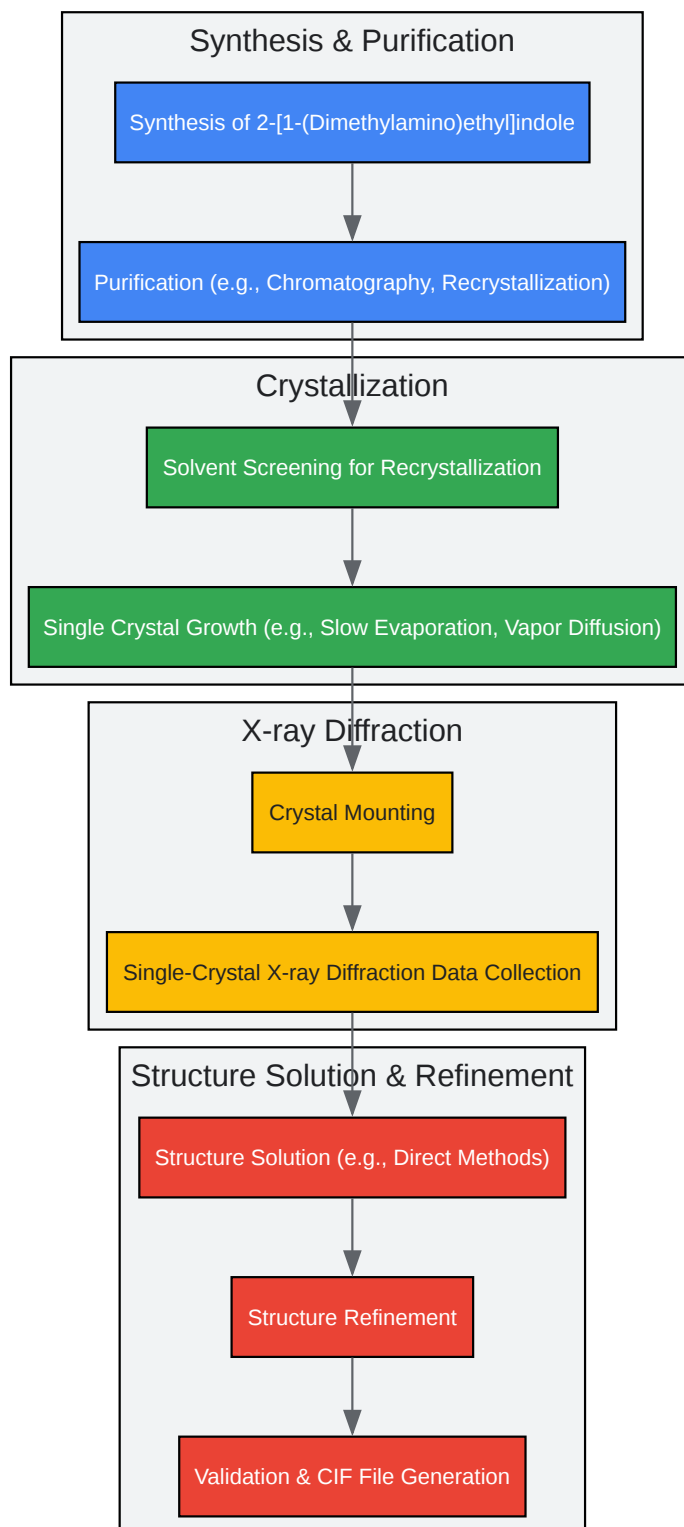 Synthesis & Purification
Synthesis of 2-[1-(Dimethylamino)ethyl]indole
Purification (e.g., Chromatography, Recrystallization)
Crystallization
Solvent Screening for Recrystallization
Single Crystal Growth (e.g., Slow Evaporation, Vapor Diffusion)
X-ray Diffraction
Crystal Mounting
Single-Crystal X-ray Diffraction Data Collection
Structure Solution & Refinement
Structure Solution (e.g., Direct Methods)
Structure Refinement
Validation & CIF File Generation